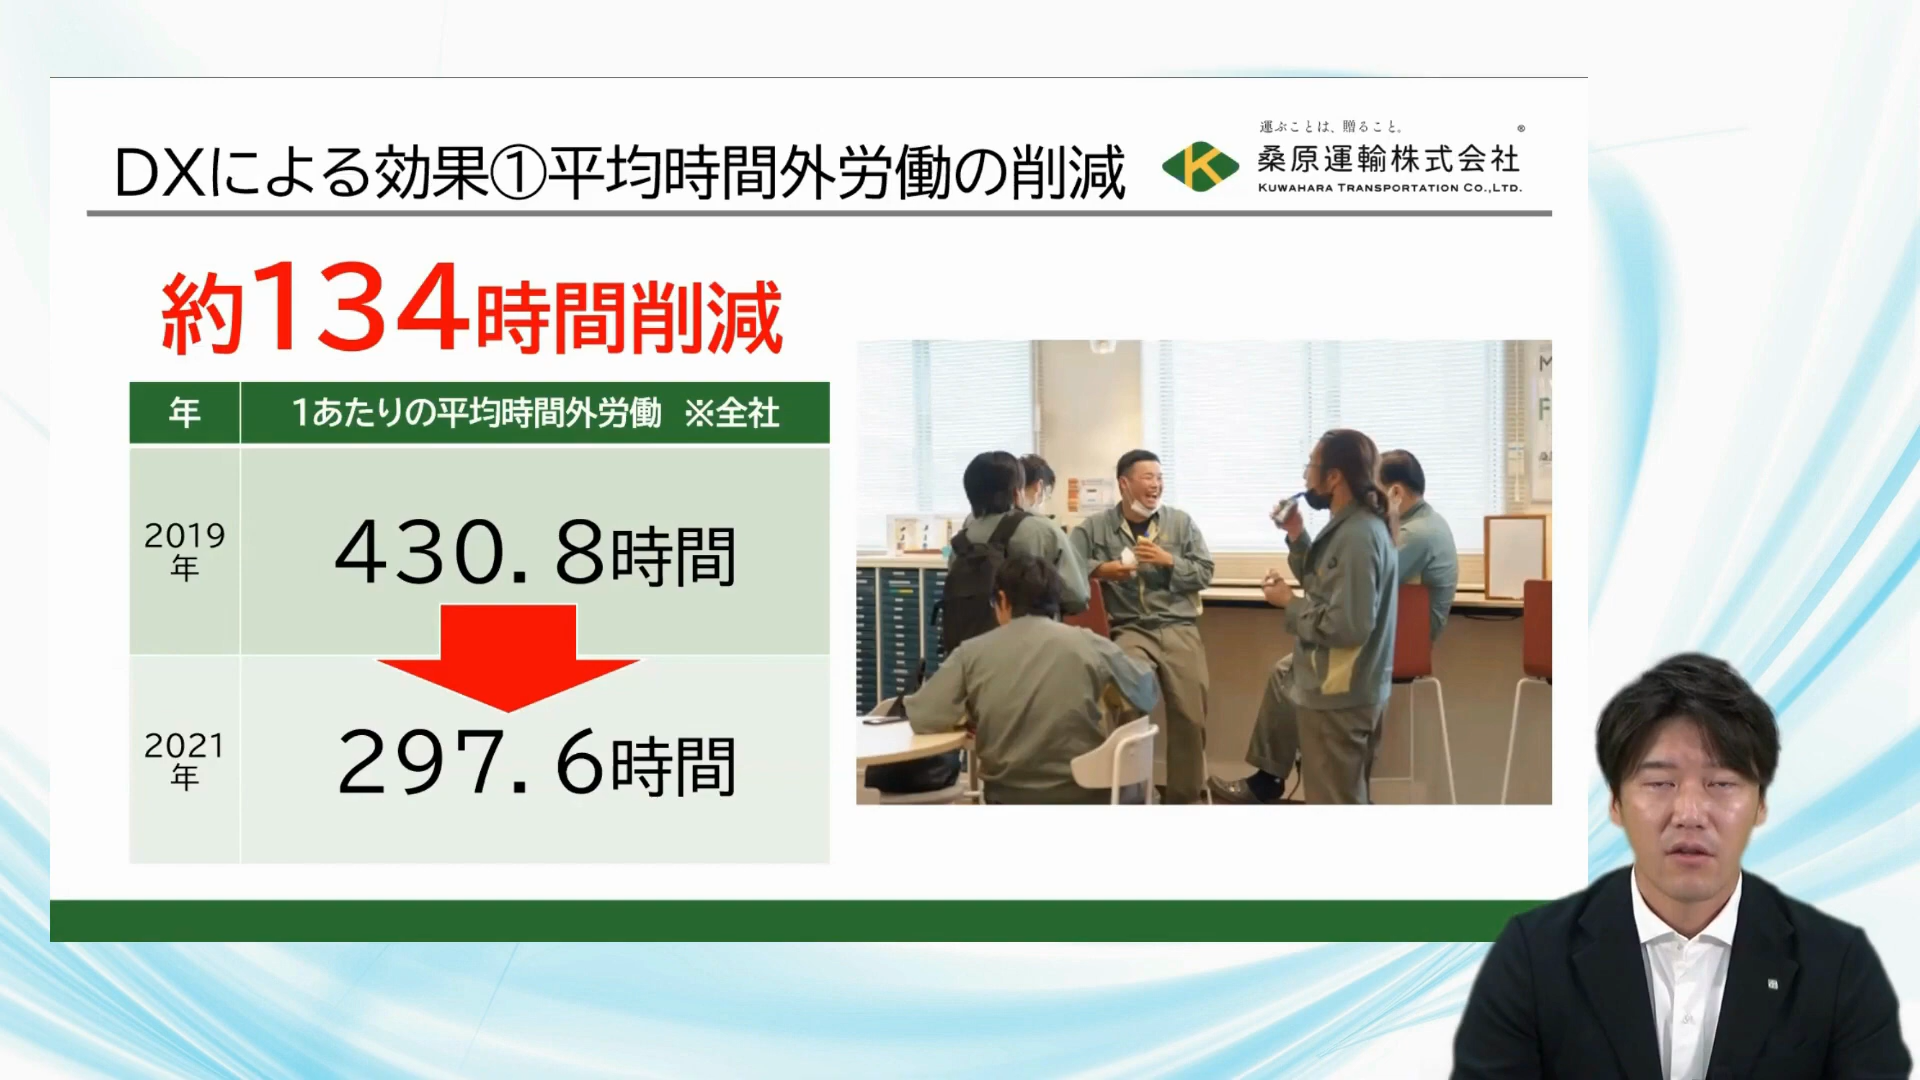 DXによる効果①平均時間外労働の削減
運ぶことは、贈ること。
®
桑原運輸株式会社
KUWAHARA TRANSPORTATION CO.,LTD.
約134時間削減
年 1あたりの平均時間外労働 ※全社
2019
年
430.8時間
2021
年
297.6時間